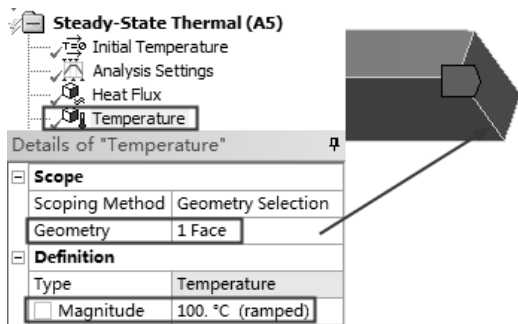 Steady-State Thermal (A5)
T=0 Initial Temperature
Analysis Settings
Heat Flux
Temperature
Details of "Temperature"
Scope
Scoping Method Geometry Selection
Geometry 1 Face
Definition
Type Temperature
Magnitude 100. °C (ramped)